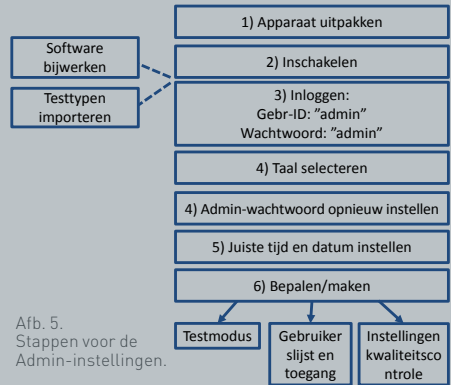 1) Apparaat uitpakken
Software
bijwerken
2) Inschakelen
Testtypen
importeren
3) Inloggen:
Gebr-ID: ”admin”
Wachtwoord: ”admin”
4) Taal selecteren
4) Admin-wachtwoord opnieuw instellen
5) Juiste tijd en datum instellen
6) Bepalen/maken
Testmodus
Gebruiker
slijst en
toegang
Instellingen
kwaliteitsco
ntrole
Afb. 5.
Stappen voor de
Admin-instellingen.